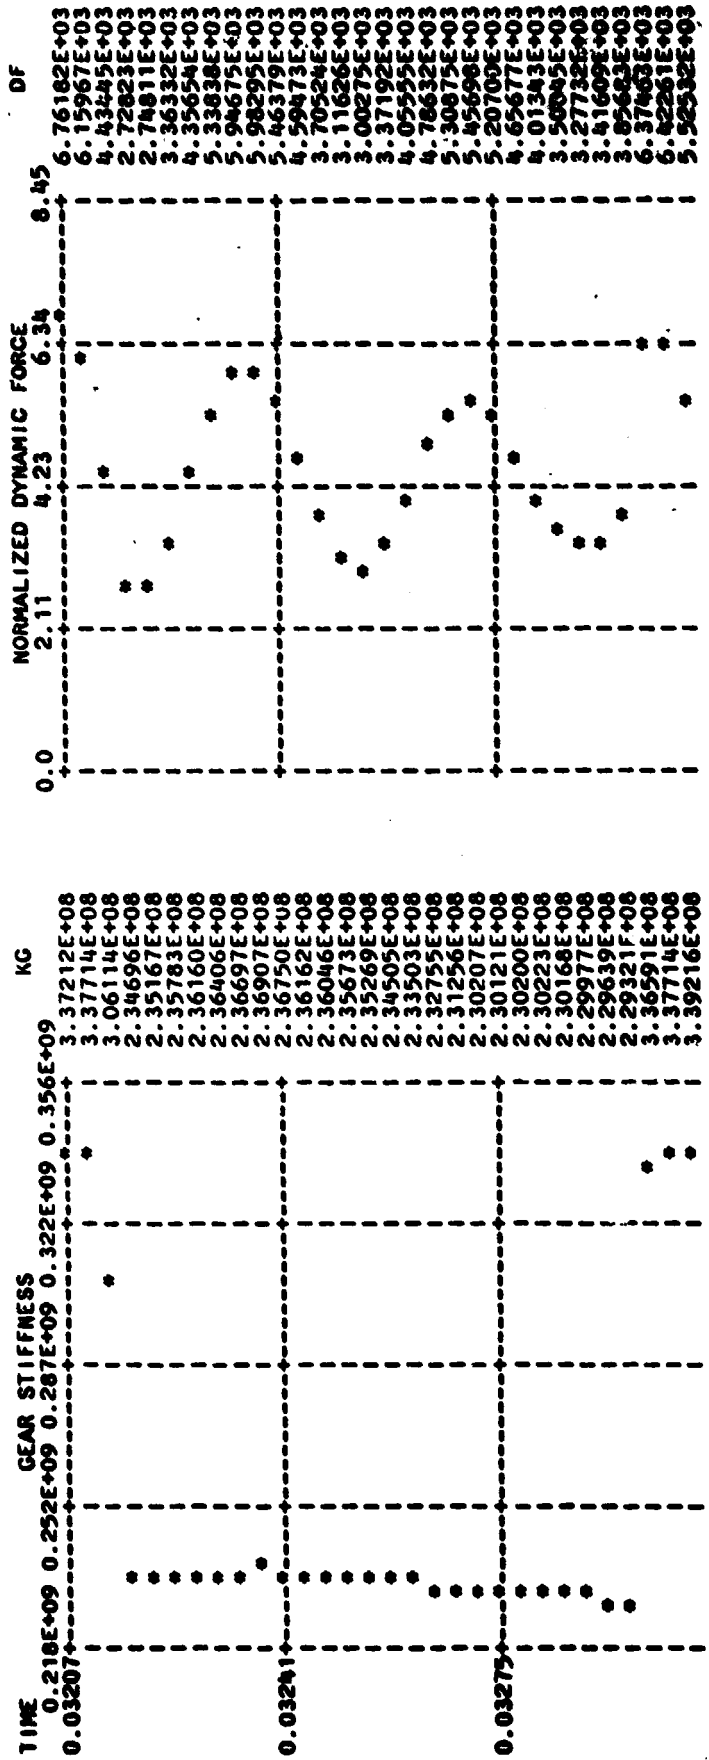 TIME GEAR STIFFNESS KG NORMALIZED DYNAMIC FORCE DF
0.218E+09 0.252E+09 0.287E+09 0.322E+09 0.356E+09 0.0 2.11 4.23 6.34 8.45
0.03207 3.37212E+08 6.76182E+03
3.37714E+08 6.15967E+03
3.06114E+08 4.43445E+03
2.34696E+08 2.72823E+03
2.35167E+08 2.74811E+03
2.35783E+08 3.36332E+03
2.36160E+08 4.35654E+03
2.36406E+08 5.33838E+03
2.36697E+08 5.94675E+03
2.36907E+08 5.98295E+03
0.03241 2.36750E+08 5.46379E+03
2.36162E+08 4.59473E+03
2.36046E+08 3.70524E+03
2.35673E+08 3.11626E+03
2.35269E+08 3.00275E+03
2.34505E+08 3.37192E+03
2.33503E+08 4.05555E+03
2.32755E+08 4.78632E+03
2.31256E+08 5.30875E+03
2.30207E+08 5.45698E+03
0.03275 2.30121E+08 5.20700E+03
2.30200E+08 4.65677E+03
2.30223E+08 4.01343E+03
2.30168E+08 3.50045E+03
2.29977E+08 3.27732E+03
2.29639E+08 3.41609E+03
2.29321F+08
3.36591E+08 6.37463E+03
3.37714E+08 6.42261E+03
3.39216E+08 5.52532E+03